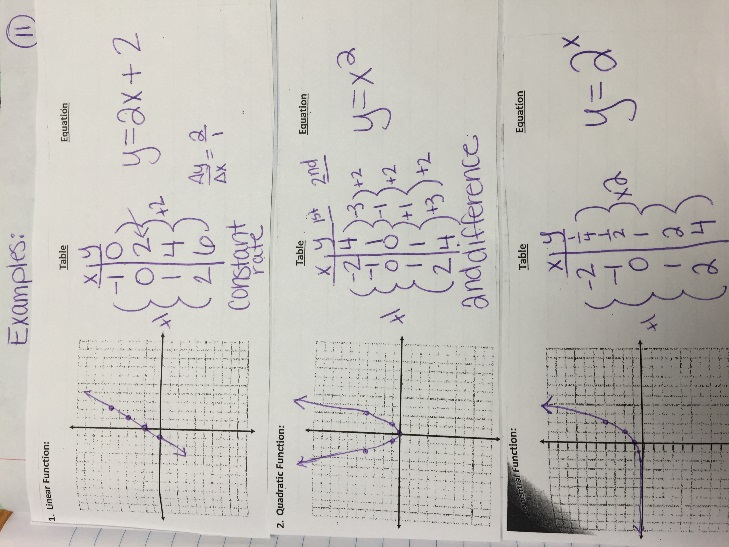 Examples:
11
1. Linear Function:
Table
Equation
x y
-1 0
0 2
1 4
2 6
+2
x1
constant
rate
y=2x+2
Δy/Δx = 2/1
2. Quadratic Function:
Table
Equation
x y 1st 2nd
-2 4
-1 1
0 0
1 1
2 4
-3
-1
+1
+3
+2
+2
+2
x1
2nd difference
y=x²
Function:
Table
Equation
x y
-2 1/4
-1 1/2
0 1
1 2
2 4
x2
x1
y=2ˣ